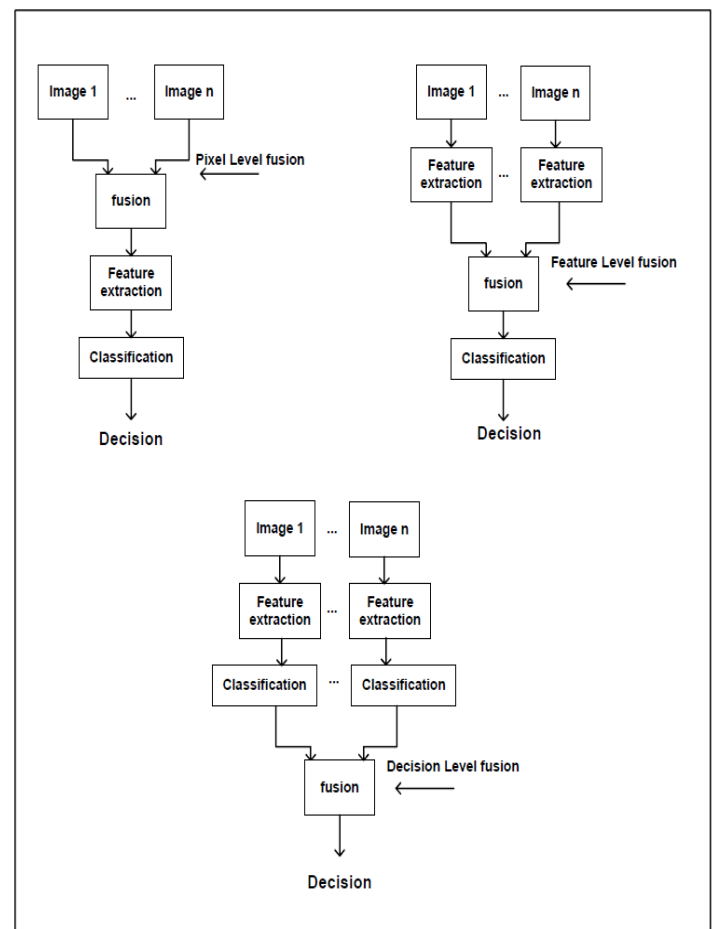 Image 1 ... Image n
Pixel Level fusion
fusion
Feature
extraction
Classification
Decision
Image 1 ... Image n
Feature
extraction
...
Feature
extraction
Feature Level fusion
fusion
Classification
Decision
Image 1 ... Image n
Feature
extraction
...
Feature
extraction
Classification ... Classification
Decision Level fusion
fusion
Decision